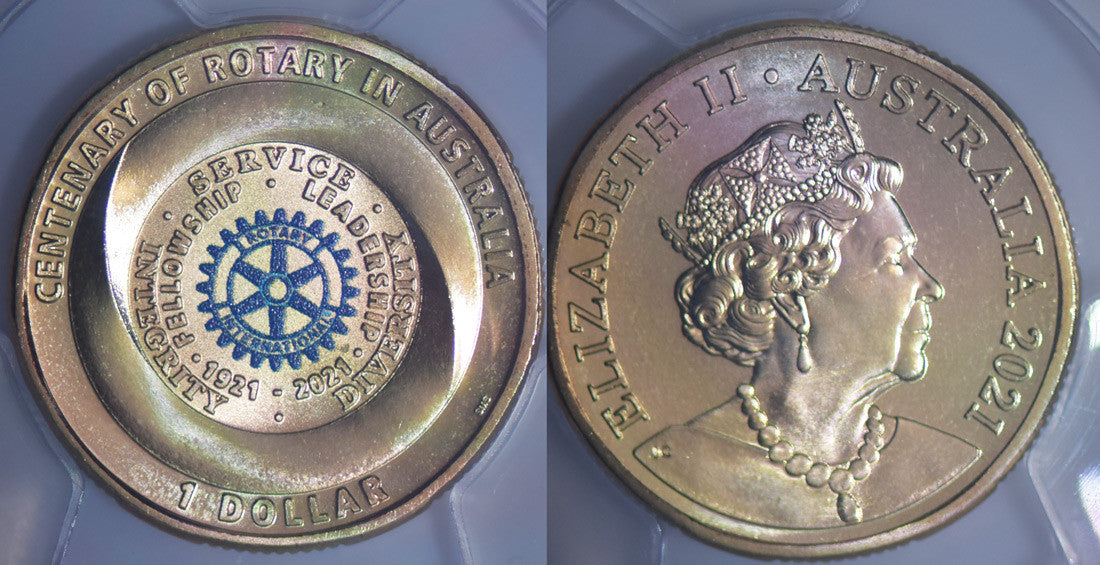 CENTENARY OF ROTARY IN AUSTRALIA
SERVICE
INTEGRITY
DIVERSITY
FELLOWSHIP · LEADERSHIP
ROTARY
INTERNATIONAL
· 1921 - 2021 ·
1 DOLLAR
ELIZABETH II · AUSTRALIA 2021